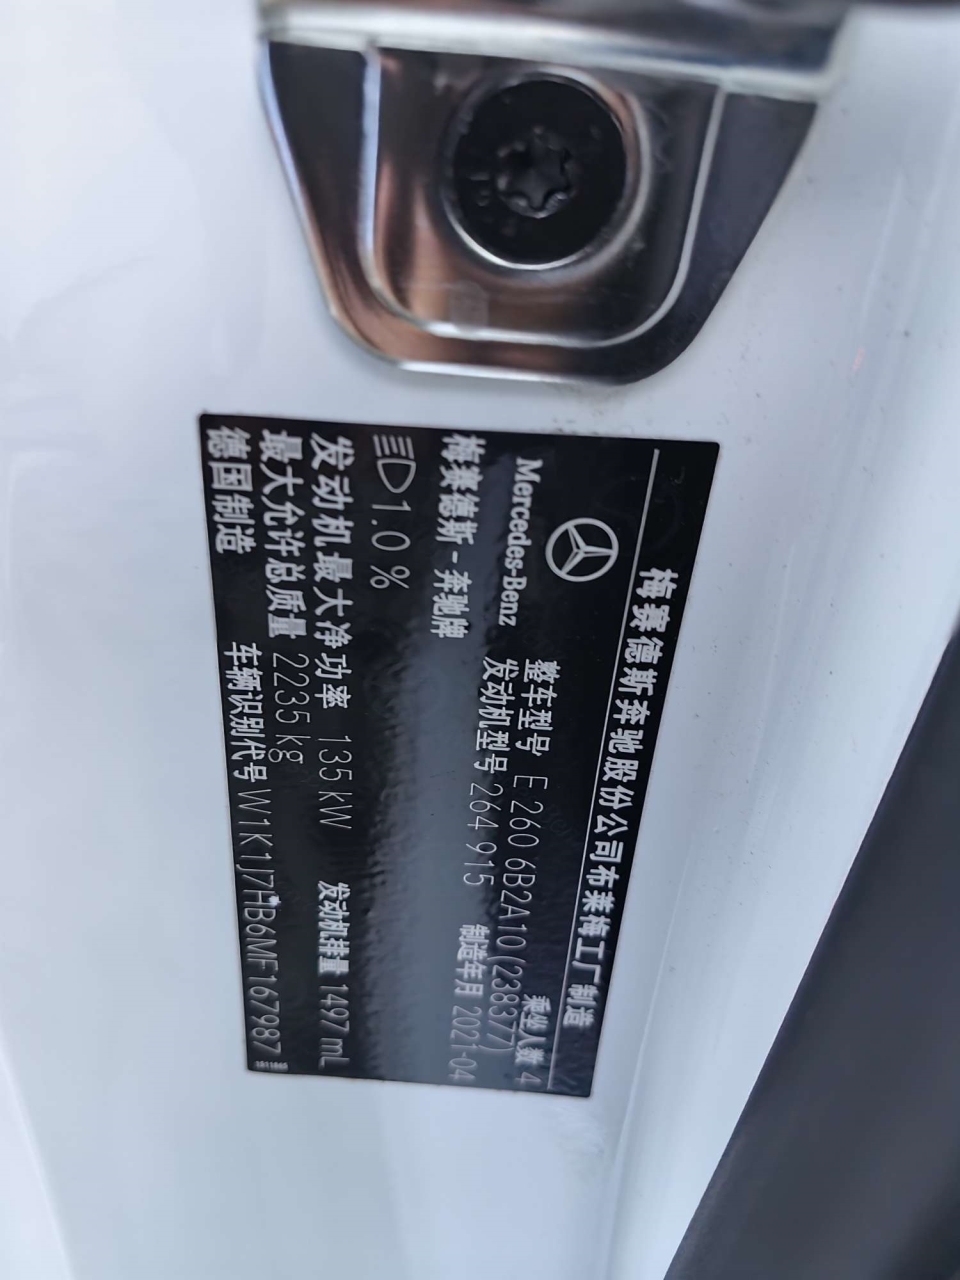 梅赛德斯奔驰股份公司布莱梅工厂制造
Mercedes-Benz
整车型号 E 260 6B2A10(238377)
乘坐人数 4
梅赛德斯-奔驰牌
发动机型号 264 915
制造年月 2021-04
1.0 %
发动机最大净功率 135 kW
发动机排量 1497 mL
最大允许总质量 2235 kg
德国制造
车辆识别代号 W1K1J7HB6MF167987